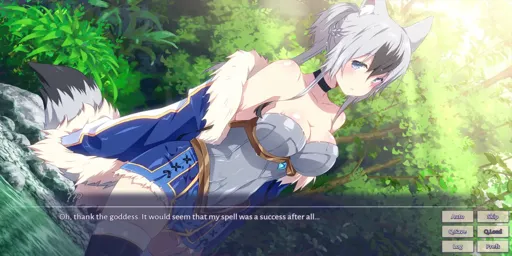 Oh, thank the goddess. It would seem that my spell was a success after all...
Auto
Skip
Q.Save
Q.Load
Log
Prefs